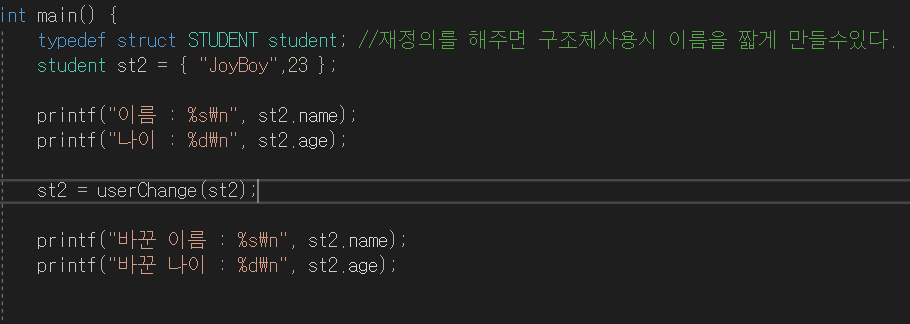 int main() {
typedef struct STUDENT student; //재정의를 해주면 구조체사용시 이름을 짧게 만들수있다.
student st2 = { "JoyBoy",23 };
printf("이름 : %s₩n", st2.name);
printf("나이 : %d₩n", st2.age);
st2 = userChange(st2);
printf("바꾼 이름 : %s₩n", st2.name);
printf("바꾼 나이 : %d₩n", st2.age);